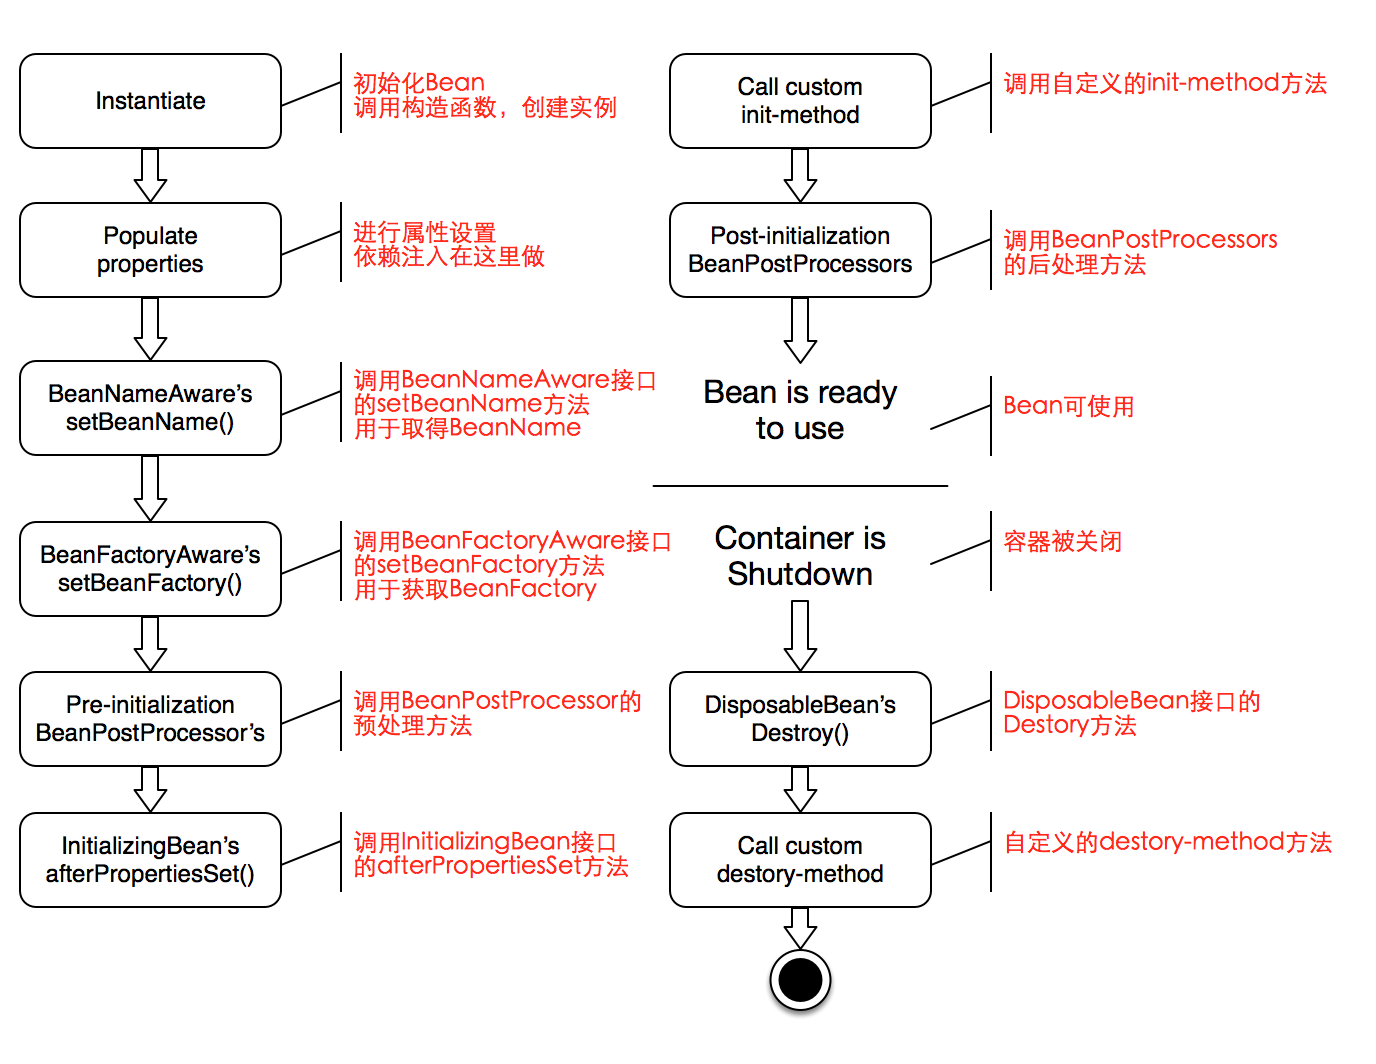 Instantiate
初始化Bean
调用构造函数，创建实例
Populate
properties
进行属性设置
依赖注入在这里做
BeanNameAware’s
setBeanName()
调用BeanNameAware接口
的setBeanName方法
用于取得BeanName
BeanFactoryAware’s
setBeanFactory()
调用BeanFactoryAware接口
的setBeanFactory方法
用于获取BeanFactory
Pre-initialization
BeanPostProcessor’s
调用BeanPostProcessor的
预处理方法
InitializingBean’s
afterPropertiesSet()
调用InitializingBean接口
的afterPropertiesSet方法
Call custom
init-method
调用自定义的init-method方法
Post-initialization
BeanPostProcessors
调用BeanPostProcessors
的后处理方法
Bean is ready
to use
Bean可使用
Container is
Shutdown
容器被关闭
DisposableBean’s
Destroy()
DisposableBean接口的
Destory方法
Call custom
destory-method
自定义的destory-method方法